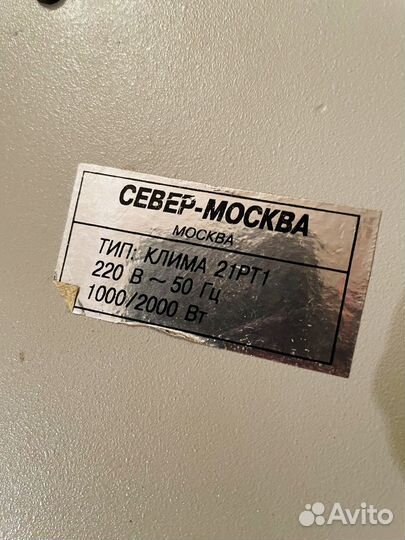 СЕВЕР-МОСКВА
МОСКВА
ТИП: КЛИМА 21РТ1
220 В ~ 50 Гц
1000/2000 Вт
Avito